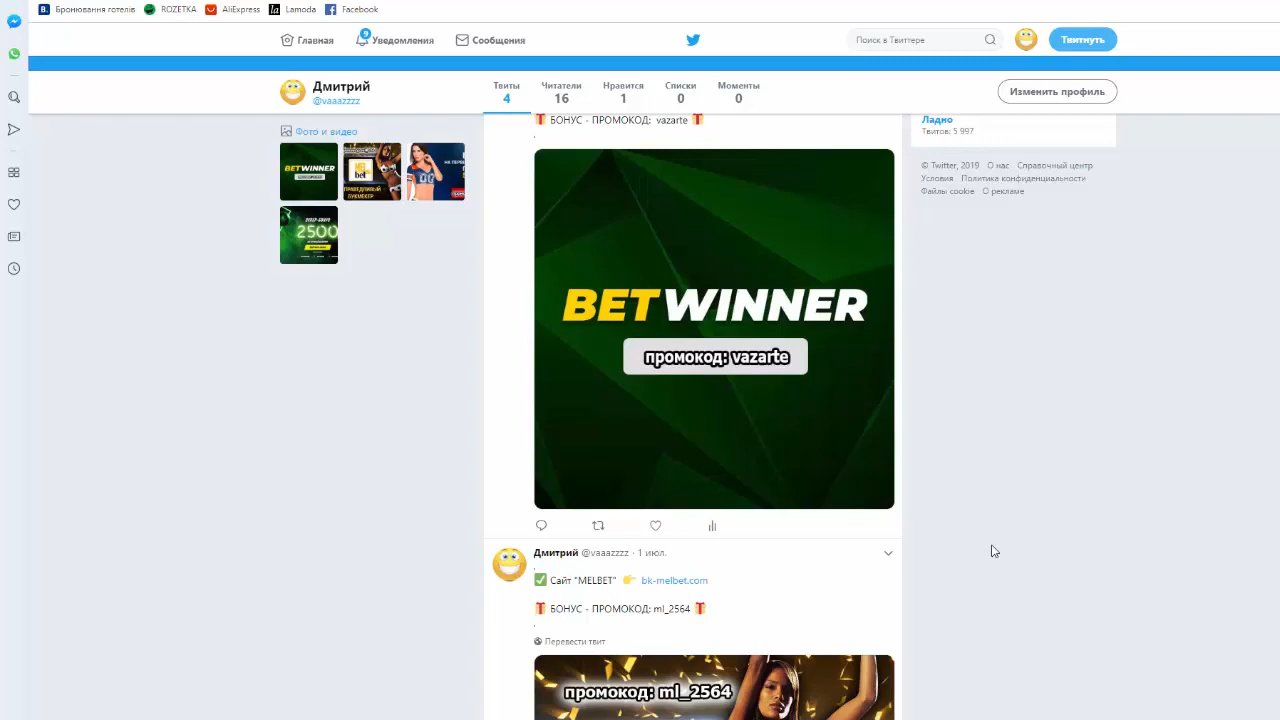 Бронювання готелів ROZETKA AliExpress Lamoda Facebook
Главная 9 Уведомления Сообщения Поиск в Твиттере Твитнуть
Дмитрий
@vaaazzzz
Твиты Читатели Нравится Списки Моменты
4 16 1 0 0
Изменить профиль
Фото и видео
BETWINNER
2500
БОНУС - ПРОМОКОД: vazarte
.
BETWINNER
промокод: vazarte
Дмитрий @vaaazzzz · 1 июл.
.
Сайт "MELBET" bk-melbet.com
БОНУС - ПРОМОКОД: ml_2564
.
Перевести твит
промокод: ml_2564
Ладно
Твитов: 5 997
© Twitter, 2019 О нас Справочный центр
Условия Политика конфиденциальности
Файлы cookie О рекламе